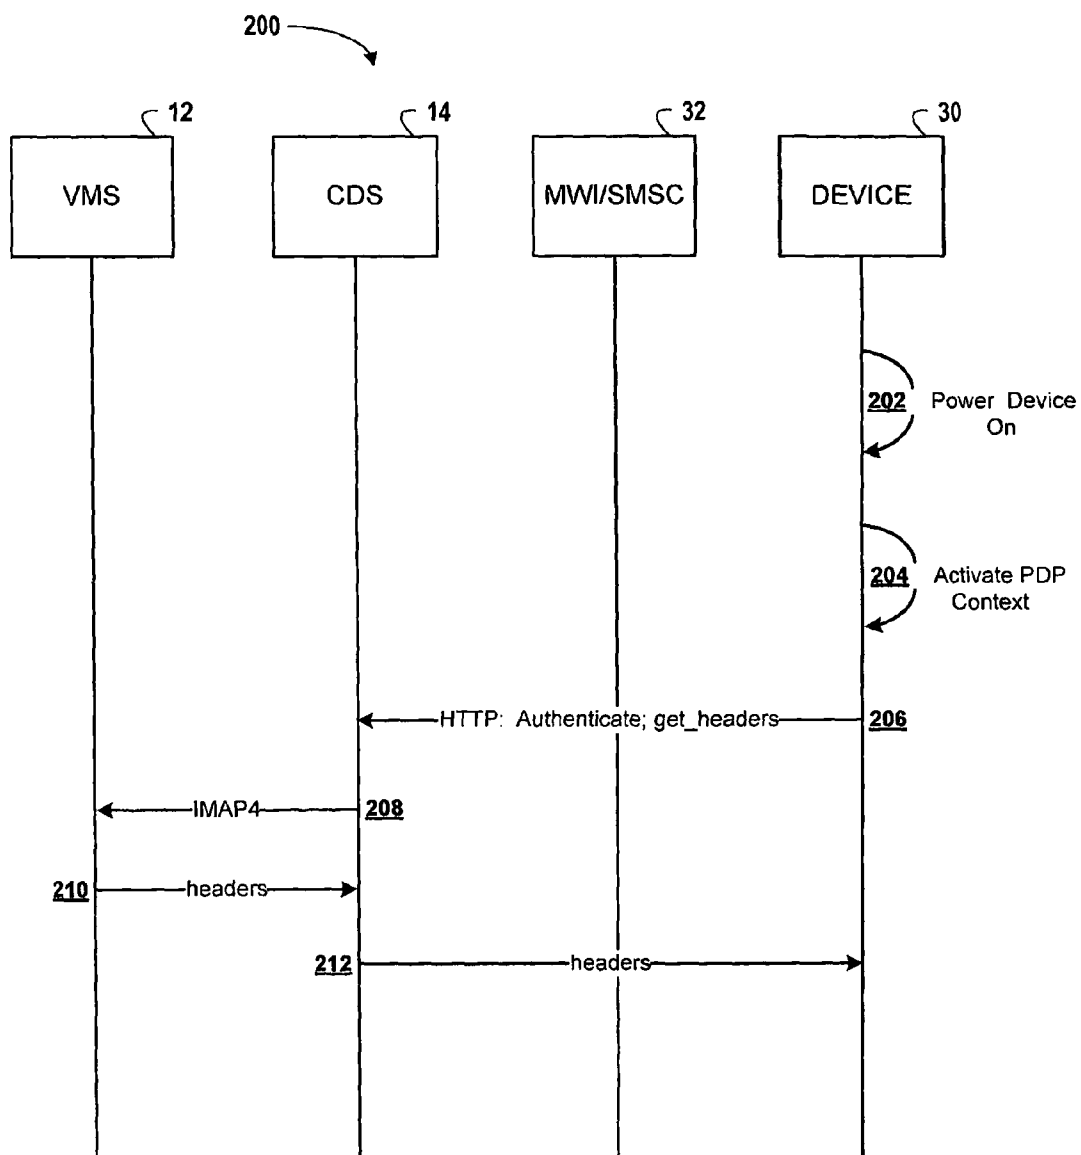 200
12
14
32
30
VMS
CDS
MWI/SMSC
DEVICE
202 Power Device
On
204 Activate PDP
Context
HTTP: Authenticate; get_headers 206
IMAP4 208
210 headers
212 headers